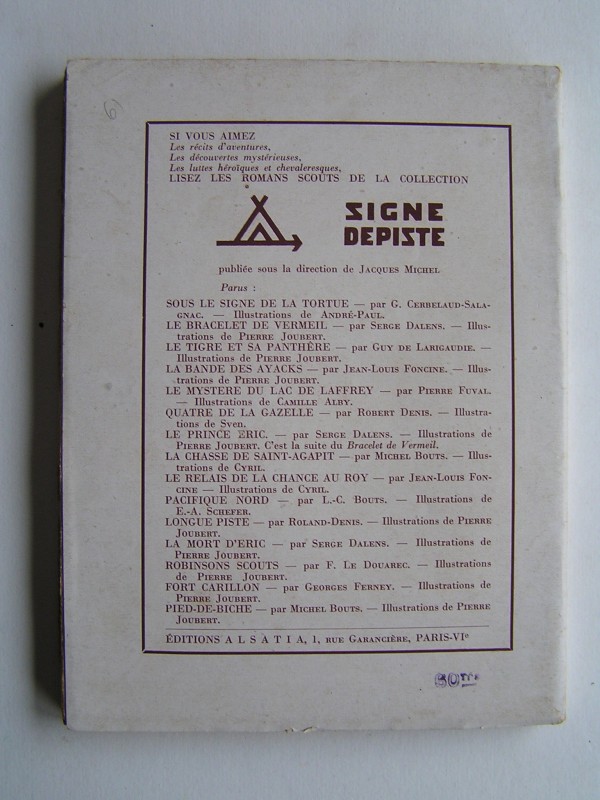 61
SI VOUS AIMEZ
Les récits d'aventures,
Les découvertes mystérieuses,
Les luttes héroïques et chevaleresques,
LISEZ LES ROMANS SCOUTS DE LA COLLECTION
SIGNE
DEPISTE
publiée sous la direction de JACQUES MICHEL
Parus :
SOUS LE SIGNE DE LA TORTUE — par G. CERBELAUD-SALA-
GNAC. — Illustrations de ANDRÉ-PAUL.
LE BRACELET DE VERMEIL — par SERGE DALENS. — Illus-
trations de PIERRE JOUBERT.
LE TIGRE ET SA PANTHÈRE — par GUY DE LARIGAUDIE. —
Illustrations de PIERRE JOUBERT.
LA BANDE DES AYACKS — par JEAN-LOUIS FONCINE. — Illus-
trations de PIERRE JOUBERT.
LE MYSTERE DU LAC DE LAFFREY — par PIERRE FUVAL.
— Illustrations de CAMILLE ALBY.
QUATRE DE LA GAZELLE — par ROBERT DENIS. — Illustra-
tions de SVEN.
LE PRINCE ERIC. — par SERGE DALENS. — Illustrations de
PIERRE JOUBERT. C'est la suite du Bracelet de Vermeil.
LA CHASSE DE SAINT-AGAPIT — par MICHEL BOUTS. — Illus-
trations de CYRIL.
LE RELAIS DE LA CHANCE AU ROY — par JEAN-LOUIS FON-
CINE — Illustrations de CYRIL.
PACIFIQUE NORD — par L.-C. BOUTS. — Illustrations de
E.-A. SCHEFER.
LONGUE PISTE — par ROLAND-DENIS. — Illustrations de PIERRE
JOUBERT.
LA MORT D'ERIC — par SERGE DALENS. — Illustrations de
PIERRE JOUBERT.
ROBINSONS SCOUTS — par F. LE DOUAREC. — Illustrations
de PIERRE JOUBERT.
FORT CARILLON — par GEORGES FERNEY. — Illustrations de
PIERRE JOUBERT.
PIED-DE-BICHE — par MICHEL BOUTS. — Illustrations de PIERRE
JOUBERT.
ÉDITIONS ALSATIA, 1, RUE GARANCIÈRE, PARIS-VIe